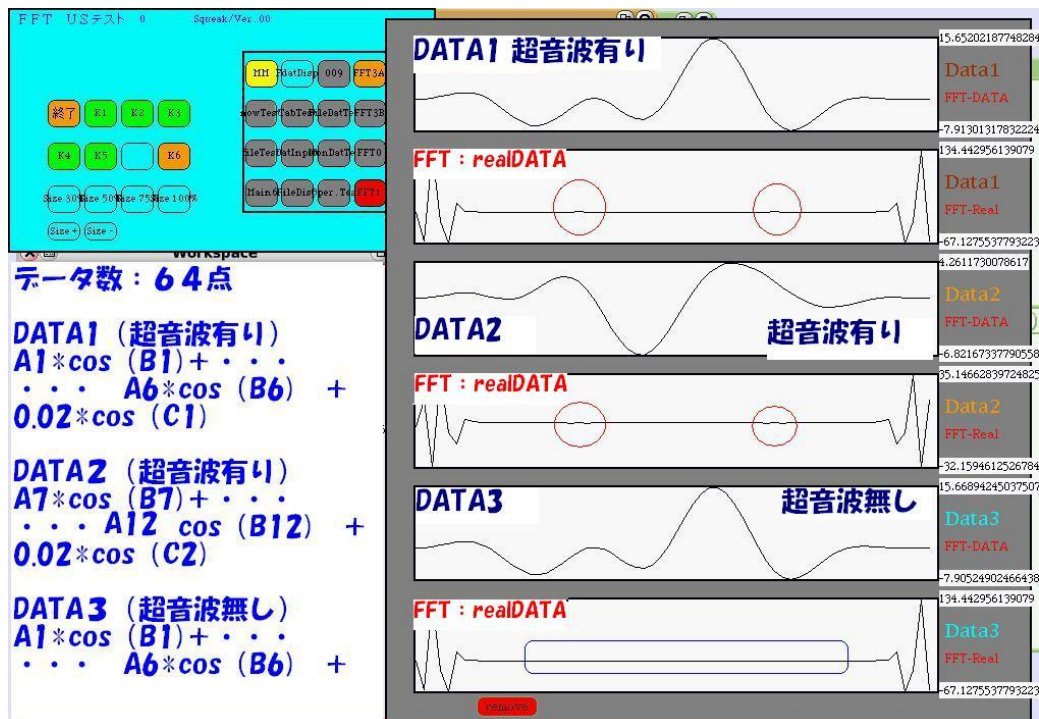 FFT USテスト 0 Squeak/Ver.00
MM FdatDisp 009 FFT3A
終了 K1 K2 K3
TabTest FFT3B
K4 K5 K6
FFT0
FFT1
Size 100%
Size + Size -
Workspace
データ数:64点
DATA1 (超音波有り)
A1*cos (B1)+・・・
・・・ A6*cos (B6) +
0.02*cos (C1)
DATA2 (超音波有り)
A7*cos (B7)+・・・
・・・A12 cos (B12) +
0.02*cos (C2)
DATA3 (超音波無し)
A1*cos (B1)+・・・
・・・ A6*cos (B6) +
DATA1 超音波有り
15.65202187748284
Data1
FFT-DATA
-7.91301317832224
FFT:realDATA
134.442956139079
Data1
FFT-Real
-67.1275537793223
4.2611730078617
Data2
DATA2 超音波有り
FFT-DATA
-6.82167337790558
FFT:realDATA
35.14662839724825
Data2
FFT-Real
-32.1594612526784
DATA3 超音波無し
15.66894245037507
Data3
FFT-DATA
-7.90524902466438
FFT:realDATA
134.442956139079
Data3
FFT-Real
-67.1275537793223
remove